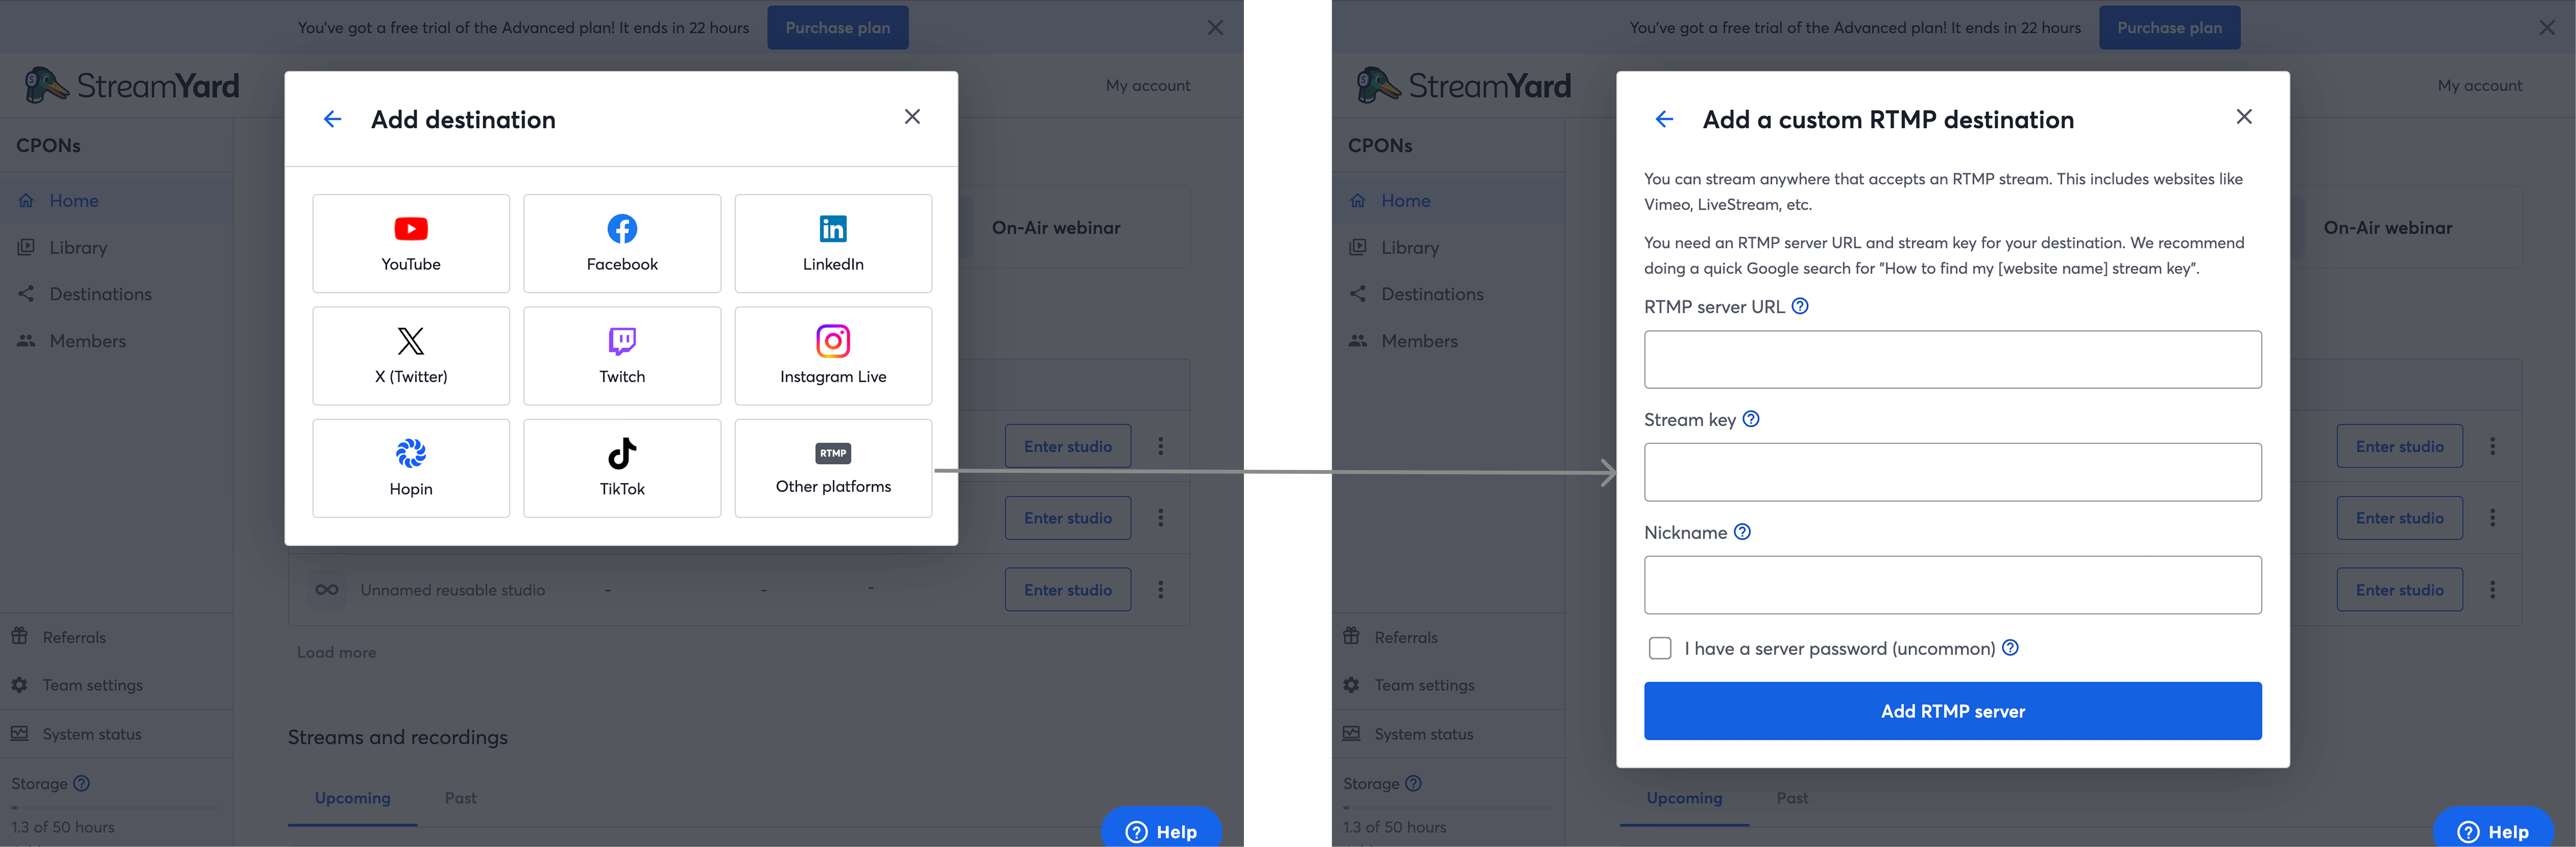 You've got a free trial of the Advanced plan! It ends in 22 hours
Purchase plan
StreamYard
My account
CPONs
Home
Library
Destinations
Members
Referrals
Team settings
System status
Storage
1.3 of 50 hours
Add destination
YouTube
Facebook
LinkedIn
X (Twitter)
Twitch
Instagram Live
Hopin
TikTok
RTMP
Other platforms
On-Air webinar
Enter studio
Enter studio
Unnamed reusable studio - - - Enter studio
Load more
Streams and recordings
Upcoming Past
Help
You've got a free trial of the Advanced plan! It ends in 22 hours
Purchase plan
StreamYard
My account
CPONs
Home
Library
Destinations
Members
Referrals
Team settings
System status
Storage
1.3 of 50 hours
Add a custom RTMP destination
You can stream anywhere that accepts an RTMP stream. This includes websites like
Vimeo, LiveStream, etc.
You need an RTMP server URL and stream key for your destination. We recommend
doing a quick Google search for "How to find my [website name] stream key".
RTMP server URL
Stream key
Nickname
I have a server password (uncommon)
Add RTMP server
On-Air webinar
Enter studio
Enter studio
Enter studio
Upcoming Past
Help